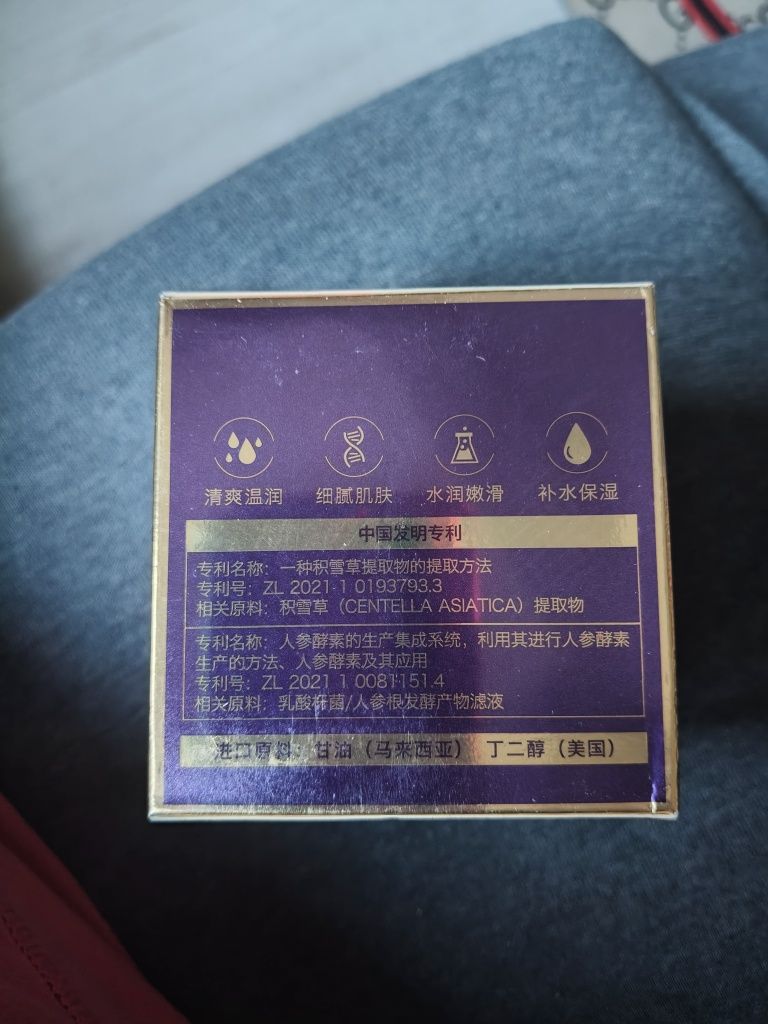 清爽温润 细腻肌肤 水润嫩滑 补水保湿
中国发明专利
专利名称：一种积雪草提取物的提取方法
专利号：ZL 2021 1 0193793.3
相关原料：积雪草（CENTELLA ASIATICA）提取物
专利名称：人参酵素的生产集成系统，利用其进行人参酵素
生产的方法、人参酵素及其应用
专利号：ZL 2021 1 0081151.4
相关原料：乳酸杆菌/人参根发酵产物滤液
进口原料：甘油（马来西亚） 丁二醇（美国）